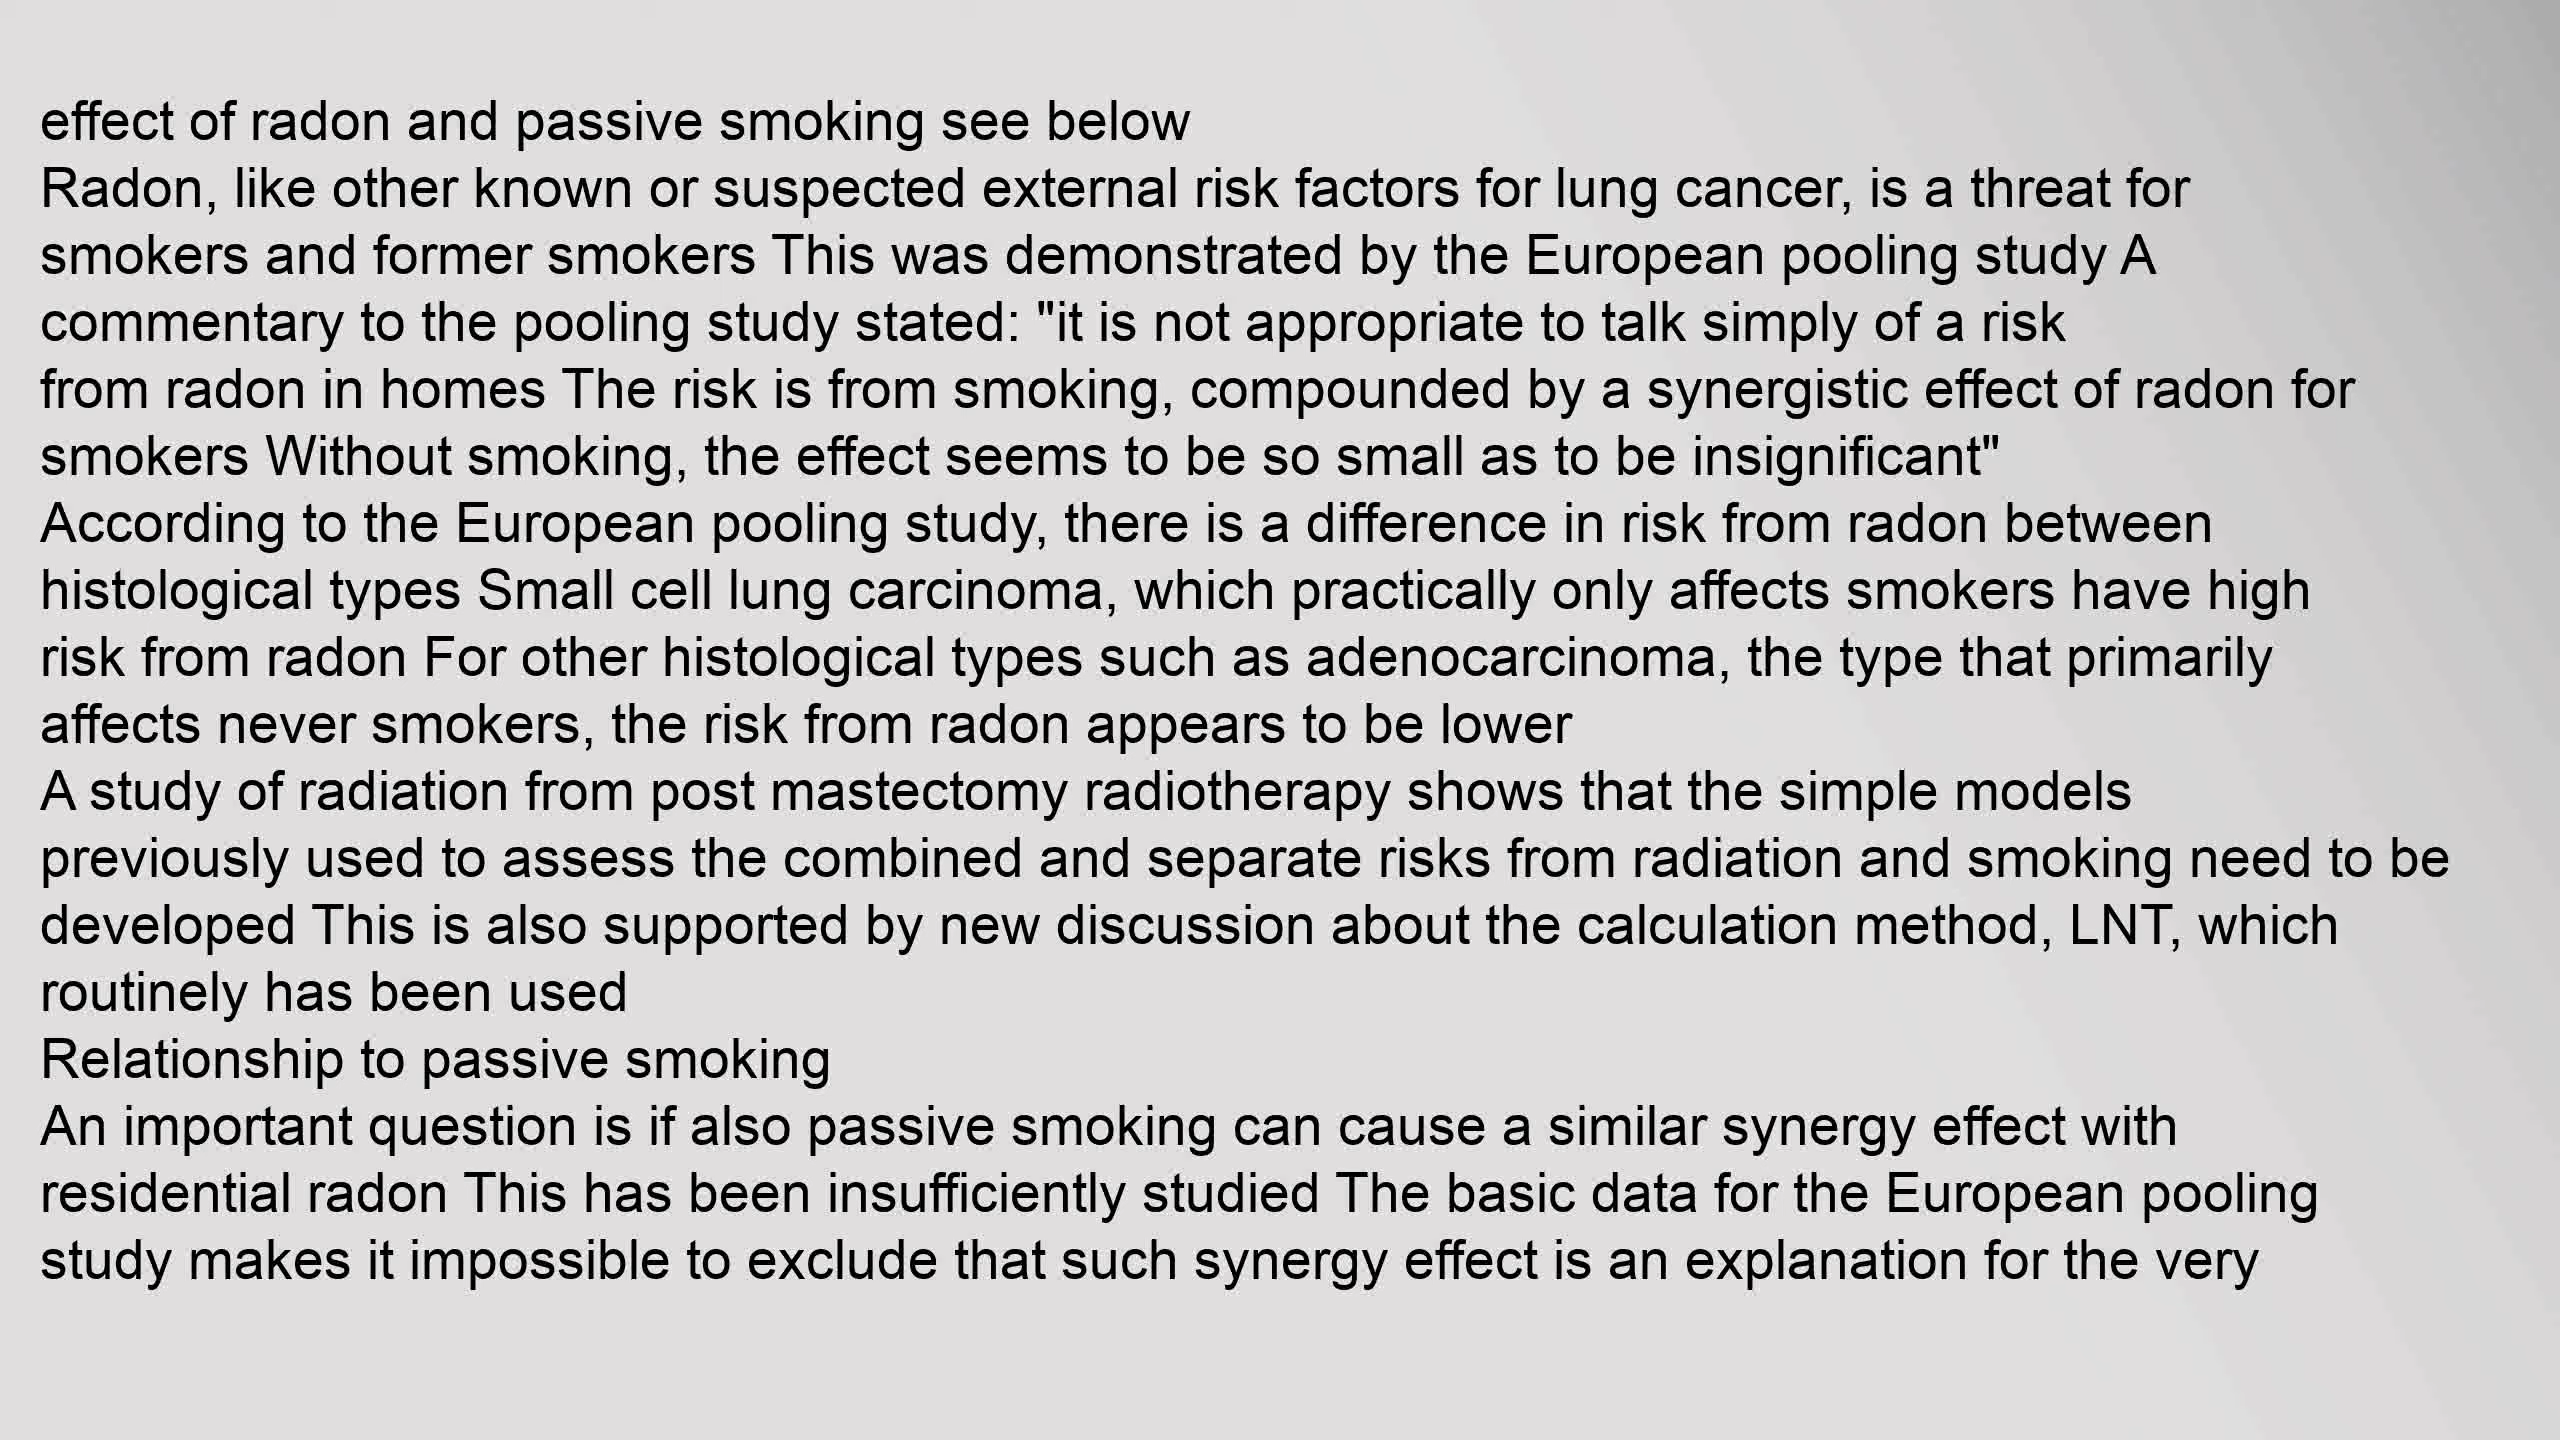 effect of radon and passive smoking see below
Radon, like other known or suspected external risk factors for lung cancer, is a threat for
smokers and former smokers This was demonstrated by the European pooling study A
commentary to the pooling study stated: "it is not appropriate to talk simply of a risk
from radon in homes The risk is from smoking, compounded by a synergistic effect of radon for
smokers Without smoking, the effect seems to be so small as to be insignificant"
According to the European pooling study, there is a difference in risk from radon between
histological types Small cell lung carcinoma, which practically only affects smokers have high
risk from radon For other histological types such as adenocarcinoma, the type that primarily
affects never smokers, the risk from radon appears to be lower
A study of radiation from post mastectomy radiotherapy shows that the simple models
previously used to assess the combined and separate risks from radiation and smoking need to be
developed This is also supported by new discussion about the calculation method, LNT, which
routinely has been used
Relationship to passive smoking
An important question is if also passive smoking can cause a similar synergy effect with
residential radon This has been insufficiently studied The basic data for the European pooling
study makes it impossible to exclude that such synergy effect is an explanation for the very